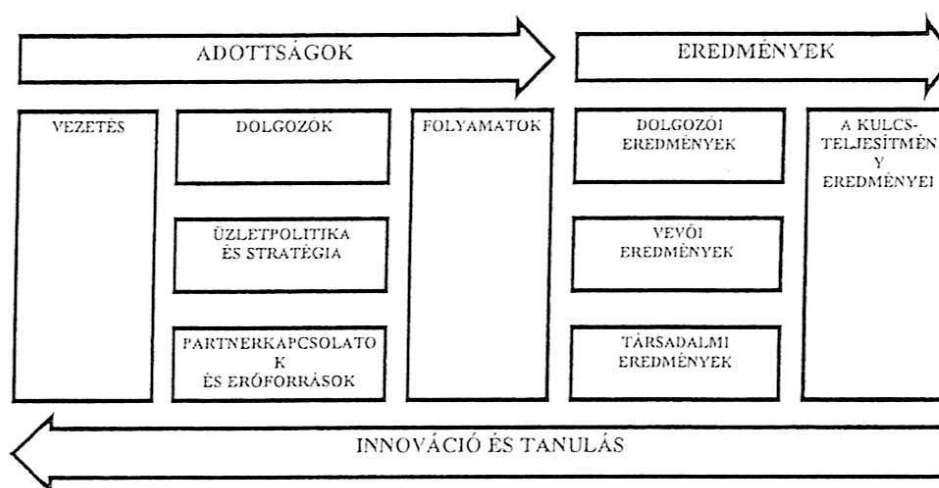 ADOTTSÁGOK
EREDMÉNYEK
VEZETÉS
DOLGOZÓK
ÜZLETPOLITIKA
ÉS STRATÉGIA
PARTNERKAPCSOLATO
K
ÉS ERŐFORRÁSOK
FOLYAMATOK
DOLGOZÓI
EREDMÉNYEK
VEVŐI
EREDMÉNYEK
TÁRSADALMI
EREDMÉNYEK
A KULCS-
TELJESÍTMÉN
Y
EREDMÉNYEI
INNOVÁCIÓ ÉS TANULÁS